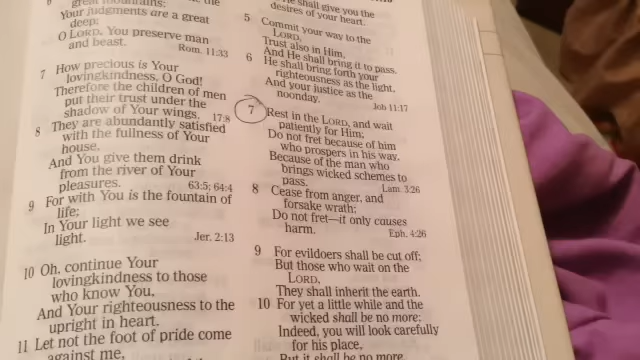 great mountains;
Your judgments are a great
deep;
O LORD, You preserve man
and beast.
Rom. 11:33
7 How precious is Your
lovingkindness, O God!
Therefore the children of men
put their trust under the
shadow of Your wings. 17:8
8 They are abundantly satisfied
with the fullness of Your
house,
And You give them drink
from the river of Your
pleasures. 63:5; 64:4
9 For with You is the fountain of
life;
In Your light we see
light. Jer. 2:13
10 Oh, continue Your
lovingkindness to those
who know You,
And Your righteousness to the
upright in heart.
11 Let not the foot of pride come
against me,
He shall give you the
desires of your heart.
5 Commit your way to the
LORD,
Trust also in Him,
And He shall bring it to pass.
6 He shall bring forth your
righteousness as the light,
And your justice as the
noonday. Job 11:17
7 Rest in the LORD, and wait
patiently for Him;
Do not fret because of him
who prospers in his way,
Because of the man who
brings wicked schemes to
pass. Lam. 3:26
8 Cease from anger, and
forsake wrath;
Do not fret—it only causes
harm. Eph. 4:26
9 For evildoers shall be cut off;
But those who wait on the
LORD,
They shall inherit the earth.
10 For yet a little while and the
wicked shall be no more;
Indeed, you will look carefully
for his place,
But it shall be no more